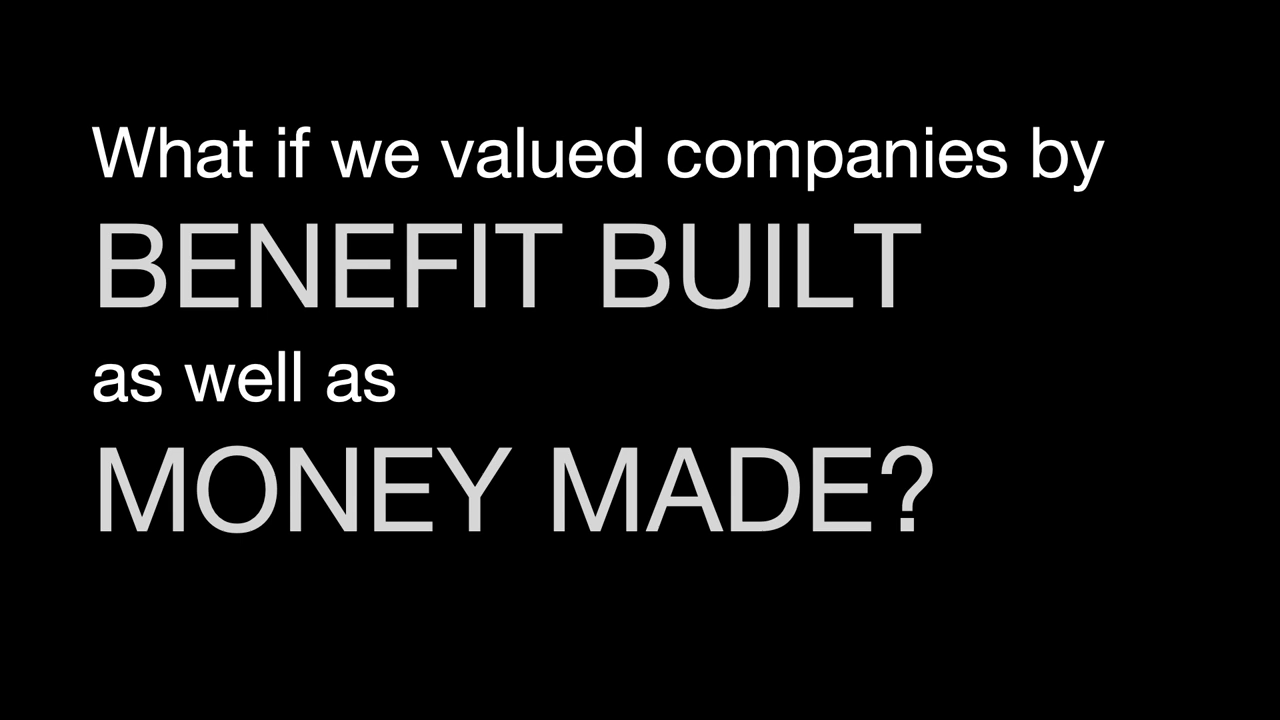 What if we valued companies by
BENEFIT BUILT
as well as
MONEY MADE?